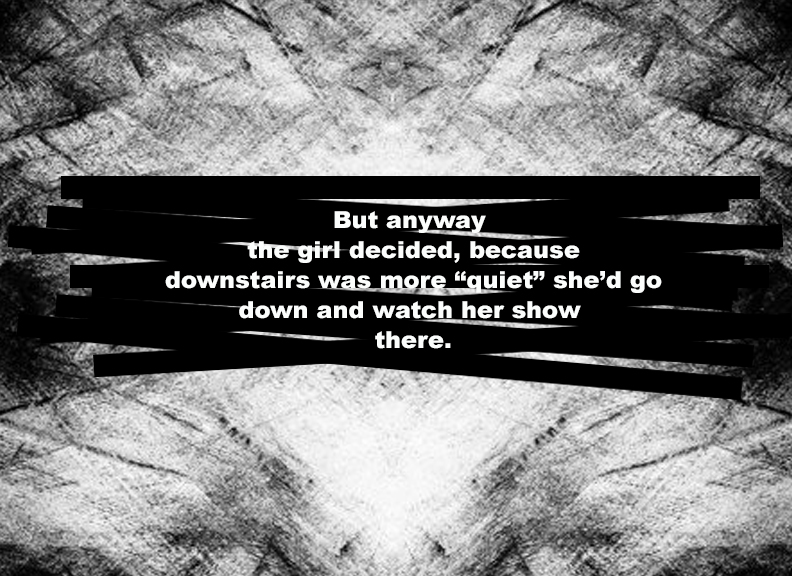 But anyway
the girl decided, because
downstairs was more “quiet” she’d go
down and watch her show
there.